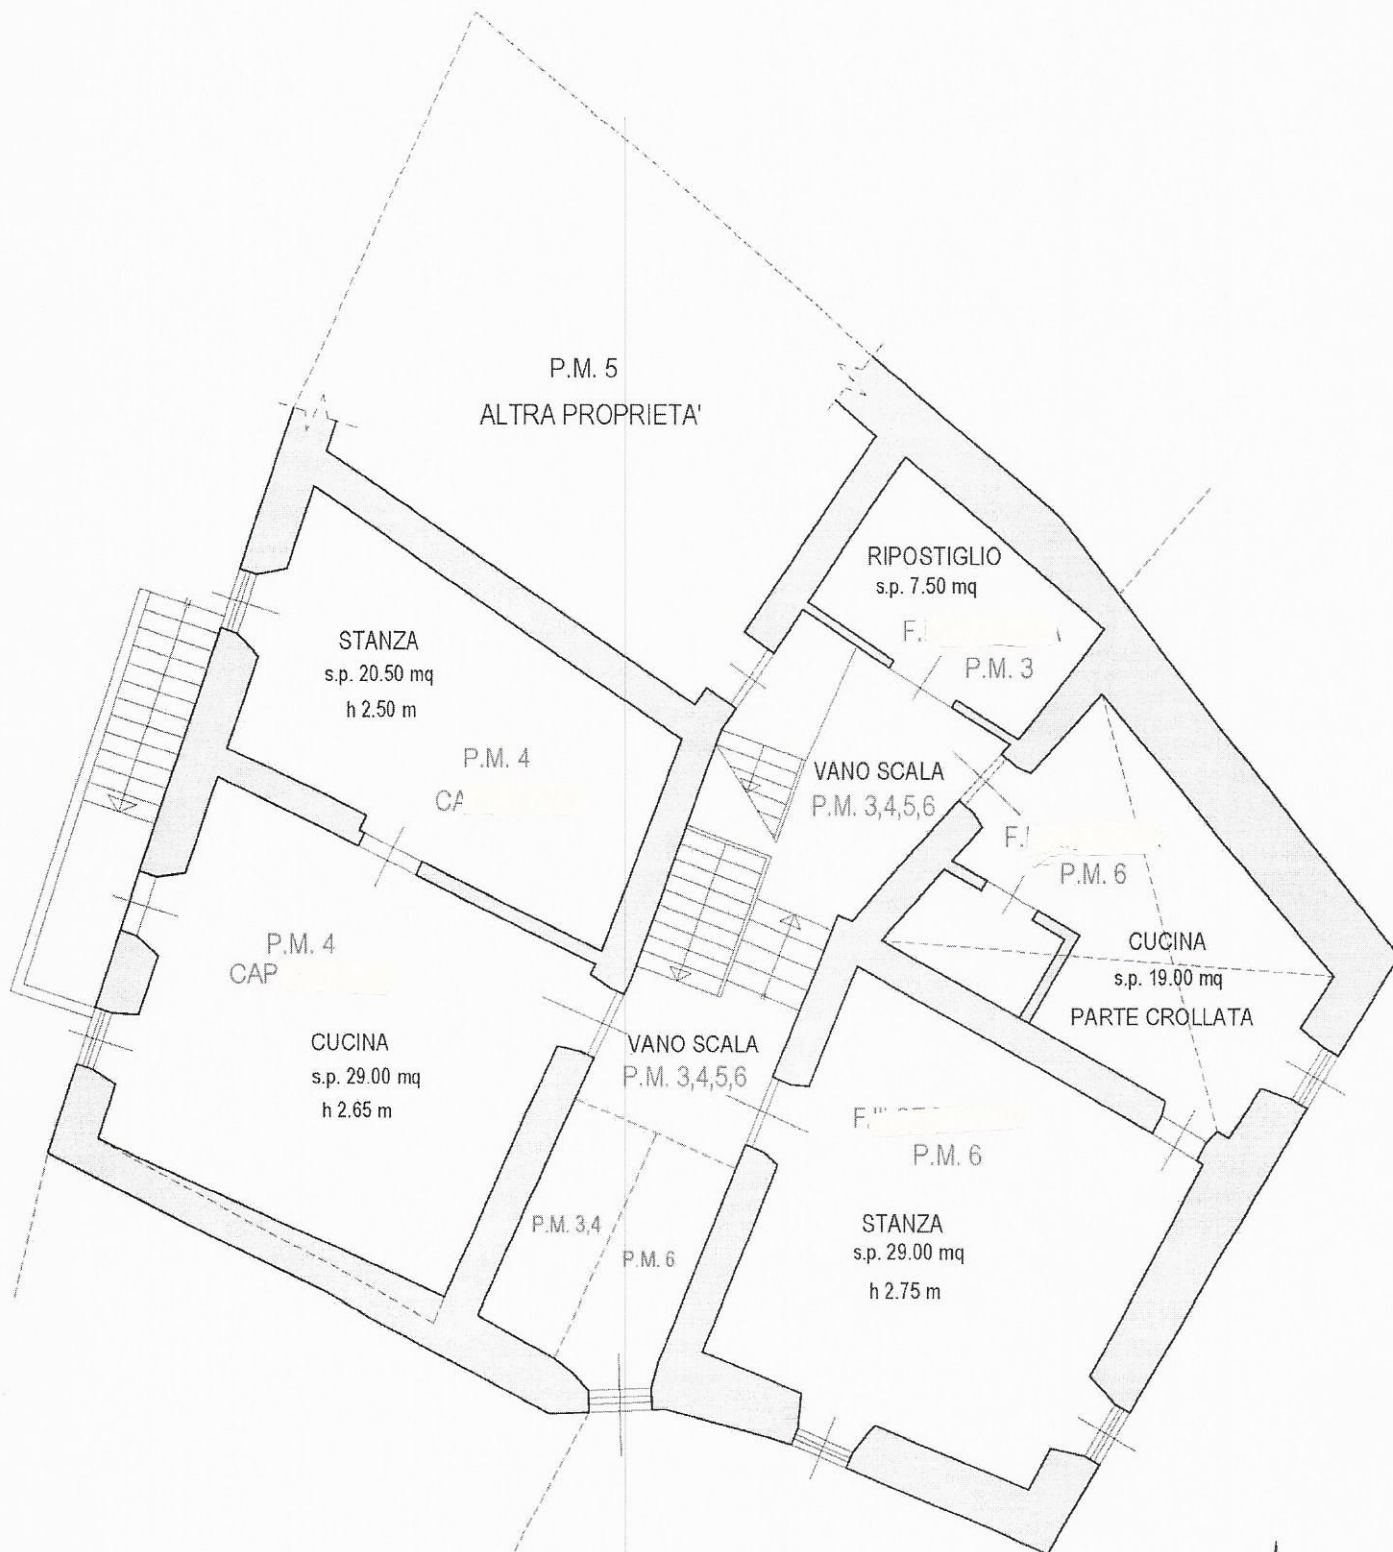 P.M. 5
ALTRA PROPRIETA'
RIPOSTIGLIO
s.p. 7.50 mq
F.
P.M. 3
STANZA
s.p. 20.50 mq
h 2.50 m
P.M. 4
CA
VANO SCALA
P.M. 3,4,5,6
F.
P.M. 6
CUCINA
s.p. 19.00 mq
PARTE CROLLATA
P.M. 4
CAP
CUCINA
s.p. 29.00 mq
h 2.65 m
VANO SCALA
P.M. 3,4,5,6
P.M. 3,4
P.M. 6
P.M. 6
STANZA
s.p. 29.00 mq
h 2.75 m